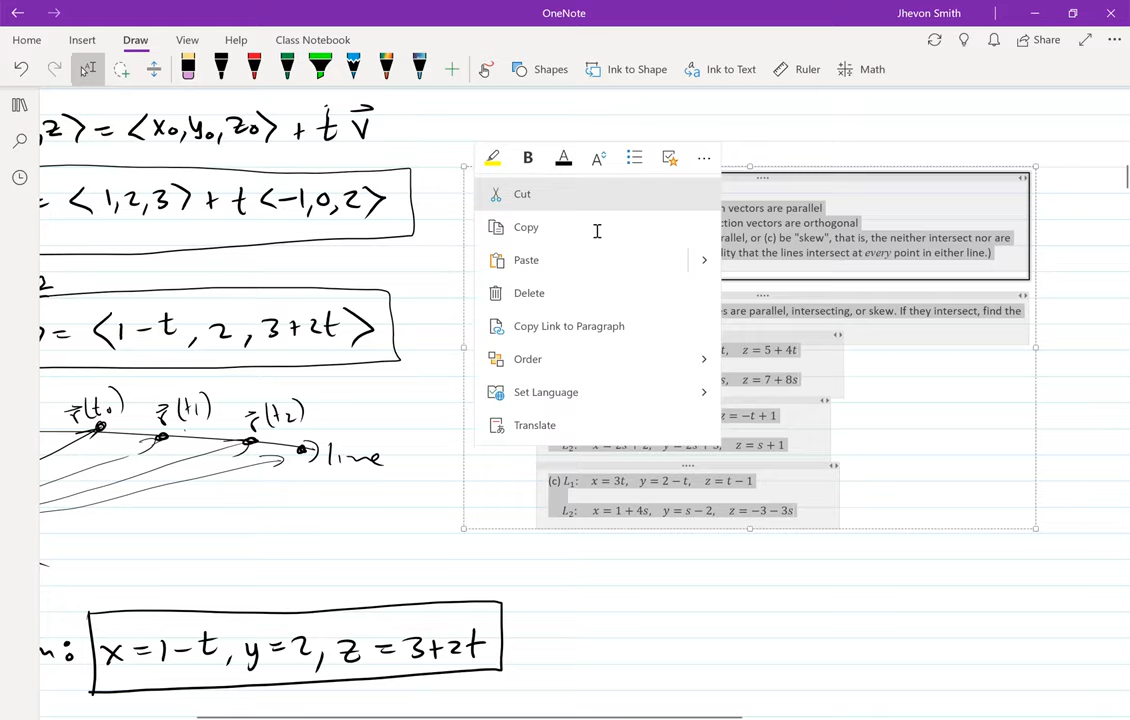 OneNote
Jhevon Smith
Home Insert Draw View Help Class Notebook
Share
Shapes Ink to Shape Ink to Text Ruler Math
,z> = <x₀,y₀,z₀> + t v⃗
= <1,2,3> + t <-1,0,2>
= <1-t, 2, 3+2t>
r⃗(t₀) r⃗(t₁) r⃗(t₂)
line
: x=1-t, y=2, z=3+2t
B A A
Cut
Copy
Paste
Delete
Copy Link to Paragraph
Order
Set Language
Translate
n vectors are parallel
ction vectors are orthogonal
rallel, or (c) be "skew", that is, the neither intersect nor are
lity that the lines intersect at every point in either line.)
es are parallel, intersecting, or skew. If they intersect, find the
t, z = 5 + 4t
s, z = 7 + 8s
z = −t + 1
z = s + 1
(c) L₁: x = 3t, y = 2 − t, z = t − 1
L₂: x = 1 + 4s, y = s − 2, z = −3 − 3s